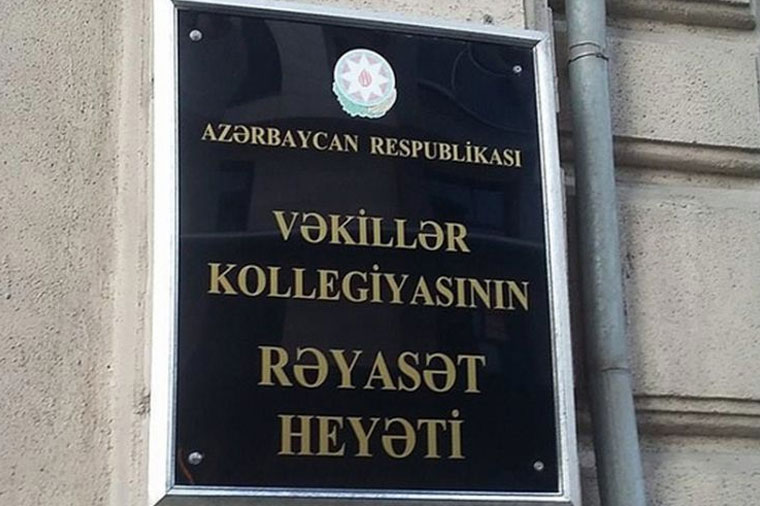 AZƏRBAYCAN RESPUBLİKASI
VƏKİLLƏR
KOLLEGİYASININ
RƏYASƏT
HEYƏTİ